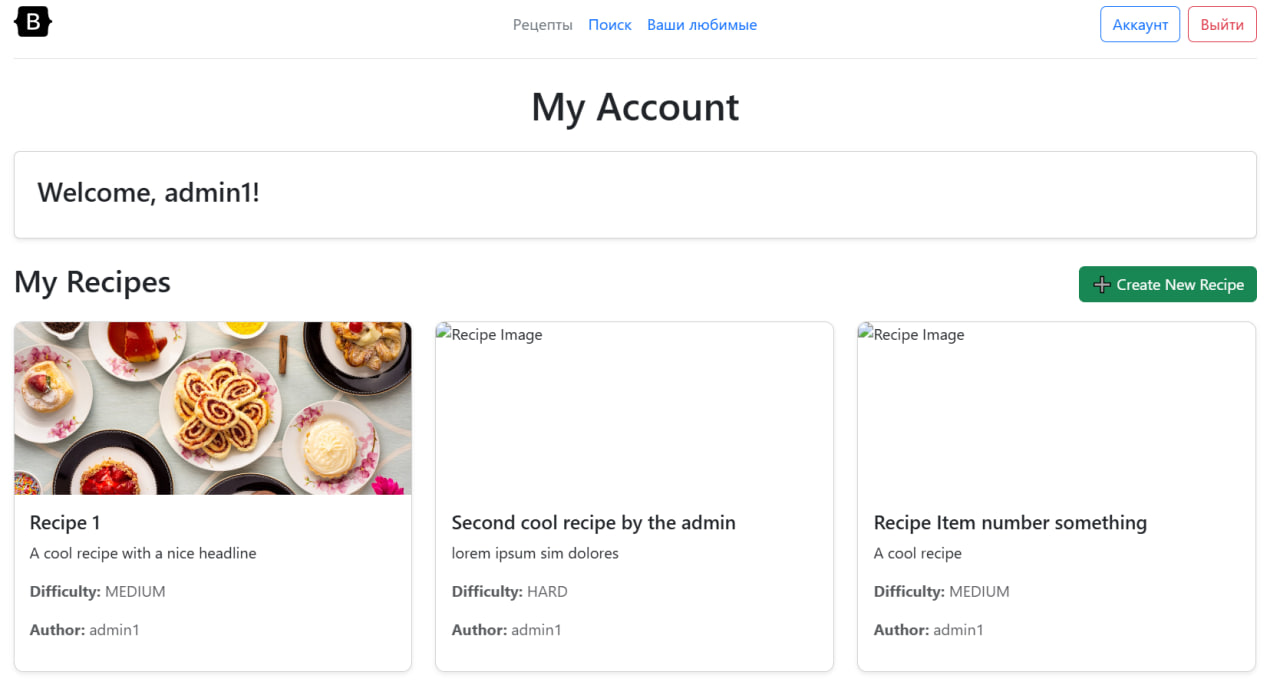 B
Рецепты Поиск Ваши любимые Аккаунт Выйти
My Account
Welcome, admin1!
My Recipes
➕ Create New Recipe
Recipe Image
Recipe Image
Recipe 1
A cool recipe with a nice headline
Difficulty: MEDIUM
Author: admin1
Second cool recipe by the admin
lorem ipsum sim dolores
Difficulty: HARD
Author: admin1
Recipe Item number something
A cool recipe
Difficulty: MEDIUM
Author: admin1